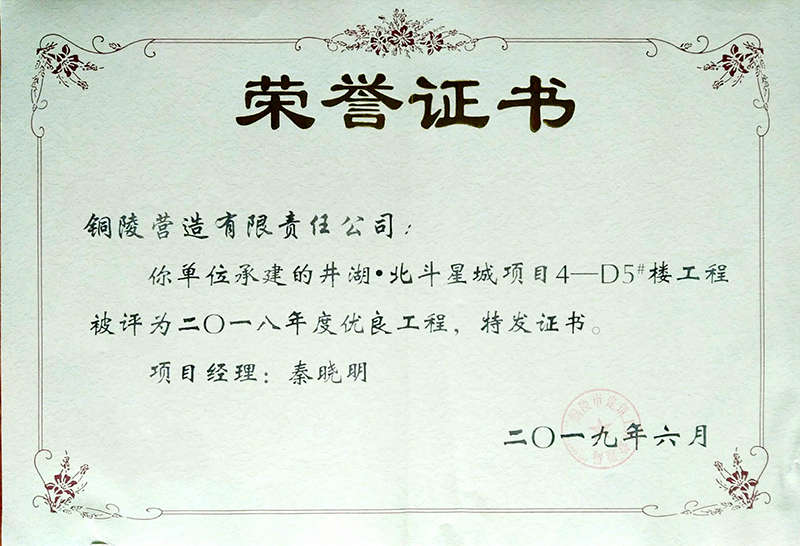 荣誉证书
铜陵营造有限责任公司：
你单位承建的井湖•北斗星城项目4—D5#楼工程
被评为二〇一八年度优良工程，特发证书。
项目经理：秦晓明
二〇一九年六月